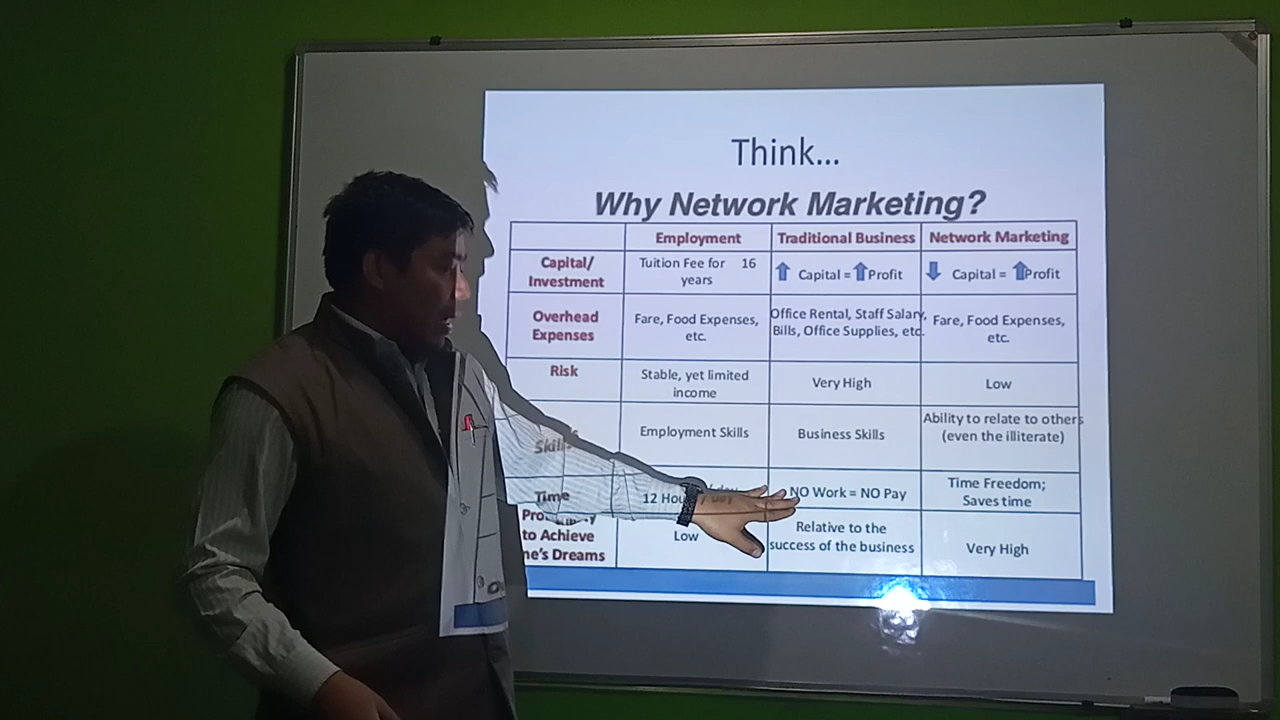 Think...
Why Network Marketing?
Employment Traditional Business Network Marketing
Capital/ Investment
Tuition Fee for 16 years
⬆ Capital = ⬆Profit
⬇ Capital = ⬆Profit
Overhead Expenses
Fare, Food Expenses, etc.
Office Rental, Staff Salary, Bills, Office Supplies, etc.
Fare, Food Expenses, etc.
Risk
Stable, yet limited income
Very High
Low
Skills
Employment Skills
Business Skills
Ability to relate to others (even the illiterate)
Time
12
NO Work = NO Pay
Time Freedom; Saves time
to Achieve
Dreams
Low
Relative to the success of the business
Very High